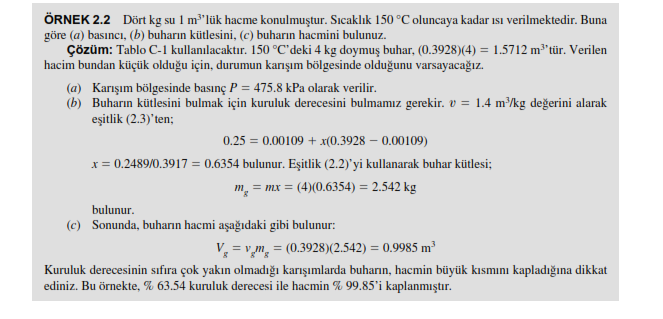 ÖRNEK 2.2 Dört kg su 1 m³'lük hacme konulmuştur. Sıcaklık 150 °C oluncaya kadar ısı verilmektedir. Buna
göre (a) basıncı, (b) buharın kütlesini, (c) buharın hacmini bulunuz.
Çözüm: Tablo C-1 kullanılacaktır. 150 °C'deki 4 kg doymuş buhar, (0.3928)(4) = 1.5712 m³'tür. Verilen
hacim bundan küçük olduğu için, durumun karışım bölgesinde olduğunu varsayacağız.
(a) Karışım bölgesinde basınç P = 475.8 kPa olarak verilir.
(b) Buharın kütlesini bulmak için kuruluk derecesini bulmamız gerekir. v = 1.4 m³/kg değerini alarak
eşitlik (2.3)'ten;
0.25 = 0.00109 + x(0.3928 − 0.00109)
x = 0.2489/0.3917 = 0.6354 bulunur. Eşitlik (2.2)'yi kullanarak buhar kütlesi;
m_g = mx = (4)(0.6354) = 2.542 kg
bulunur.
(c) Sonunda, buharın hacmi aşağıdaki gibi bulunur:
V_g = v_g m_g = (0.3928)(2.542) = 0.9985 m³
Kuruluk derecesinin sıfıra çok yakın olmadığı karışımlarda buharın, hacmin büyük kısmını kapladığına dikkat
ediniz. Bu örnekte, % 63.54 kuruluk derecesi ile hacmin % 99.85'i kaplanmıştır.